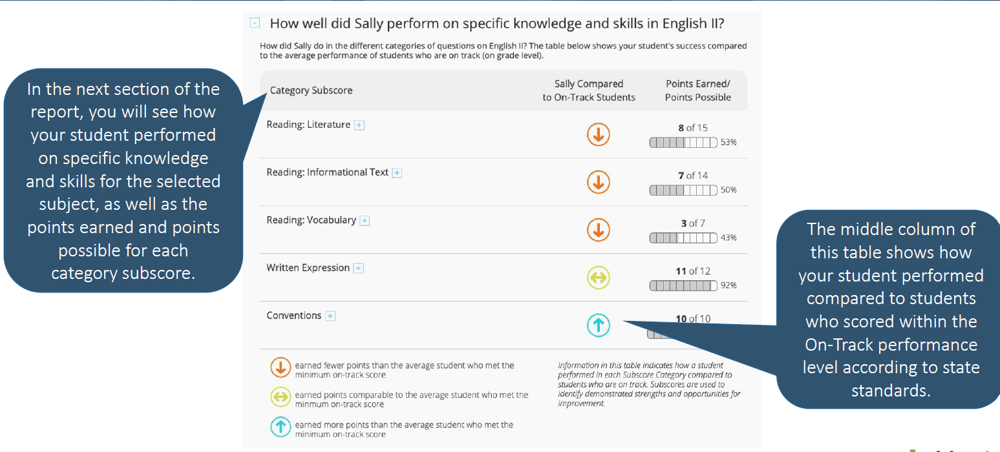 - How well did Sally perform on specific knowledge and skills in English II?
How did Sally do in the different categories of questions on English II? The table below shows your student's success compared
to the average performance of students who are on track (on grade level).
In the next section of the
report, you will see how
your student performed
on specific knowledge
and skills for the selected
subject, as well as the
points earned and points
possible for each
category subscore.
Category Subscore
Sally Compared
to On-Track Students
Points Earned/
Points Possible
Reading: Literature +
8 of 15
53%
Reading: Informational Text +
7 of 14
50%
Reading: Vocabulary +
3 of 7
43%
Written Expression +
11 of 12
92%
Conventions +
10 of 10
The middle column of
this table shows how
your student performed
compared to students
who scored within the
On-Track performance
level according to state
standards.
earned fewer points than the average student who met the
minimum on-track score
earned points comparable to the average student who met the
minmum on-track score
earned more points than the average student who met the
minimum on-track score
Information in this table indicates how a student
performed in each Subscore Category compared to
students who are on track. Subscores are used to
identify demonstrated strengths and opportunities for
improvement.